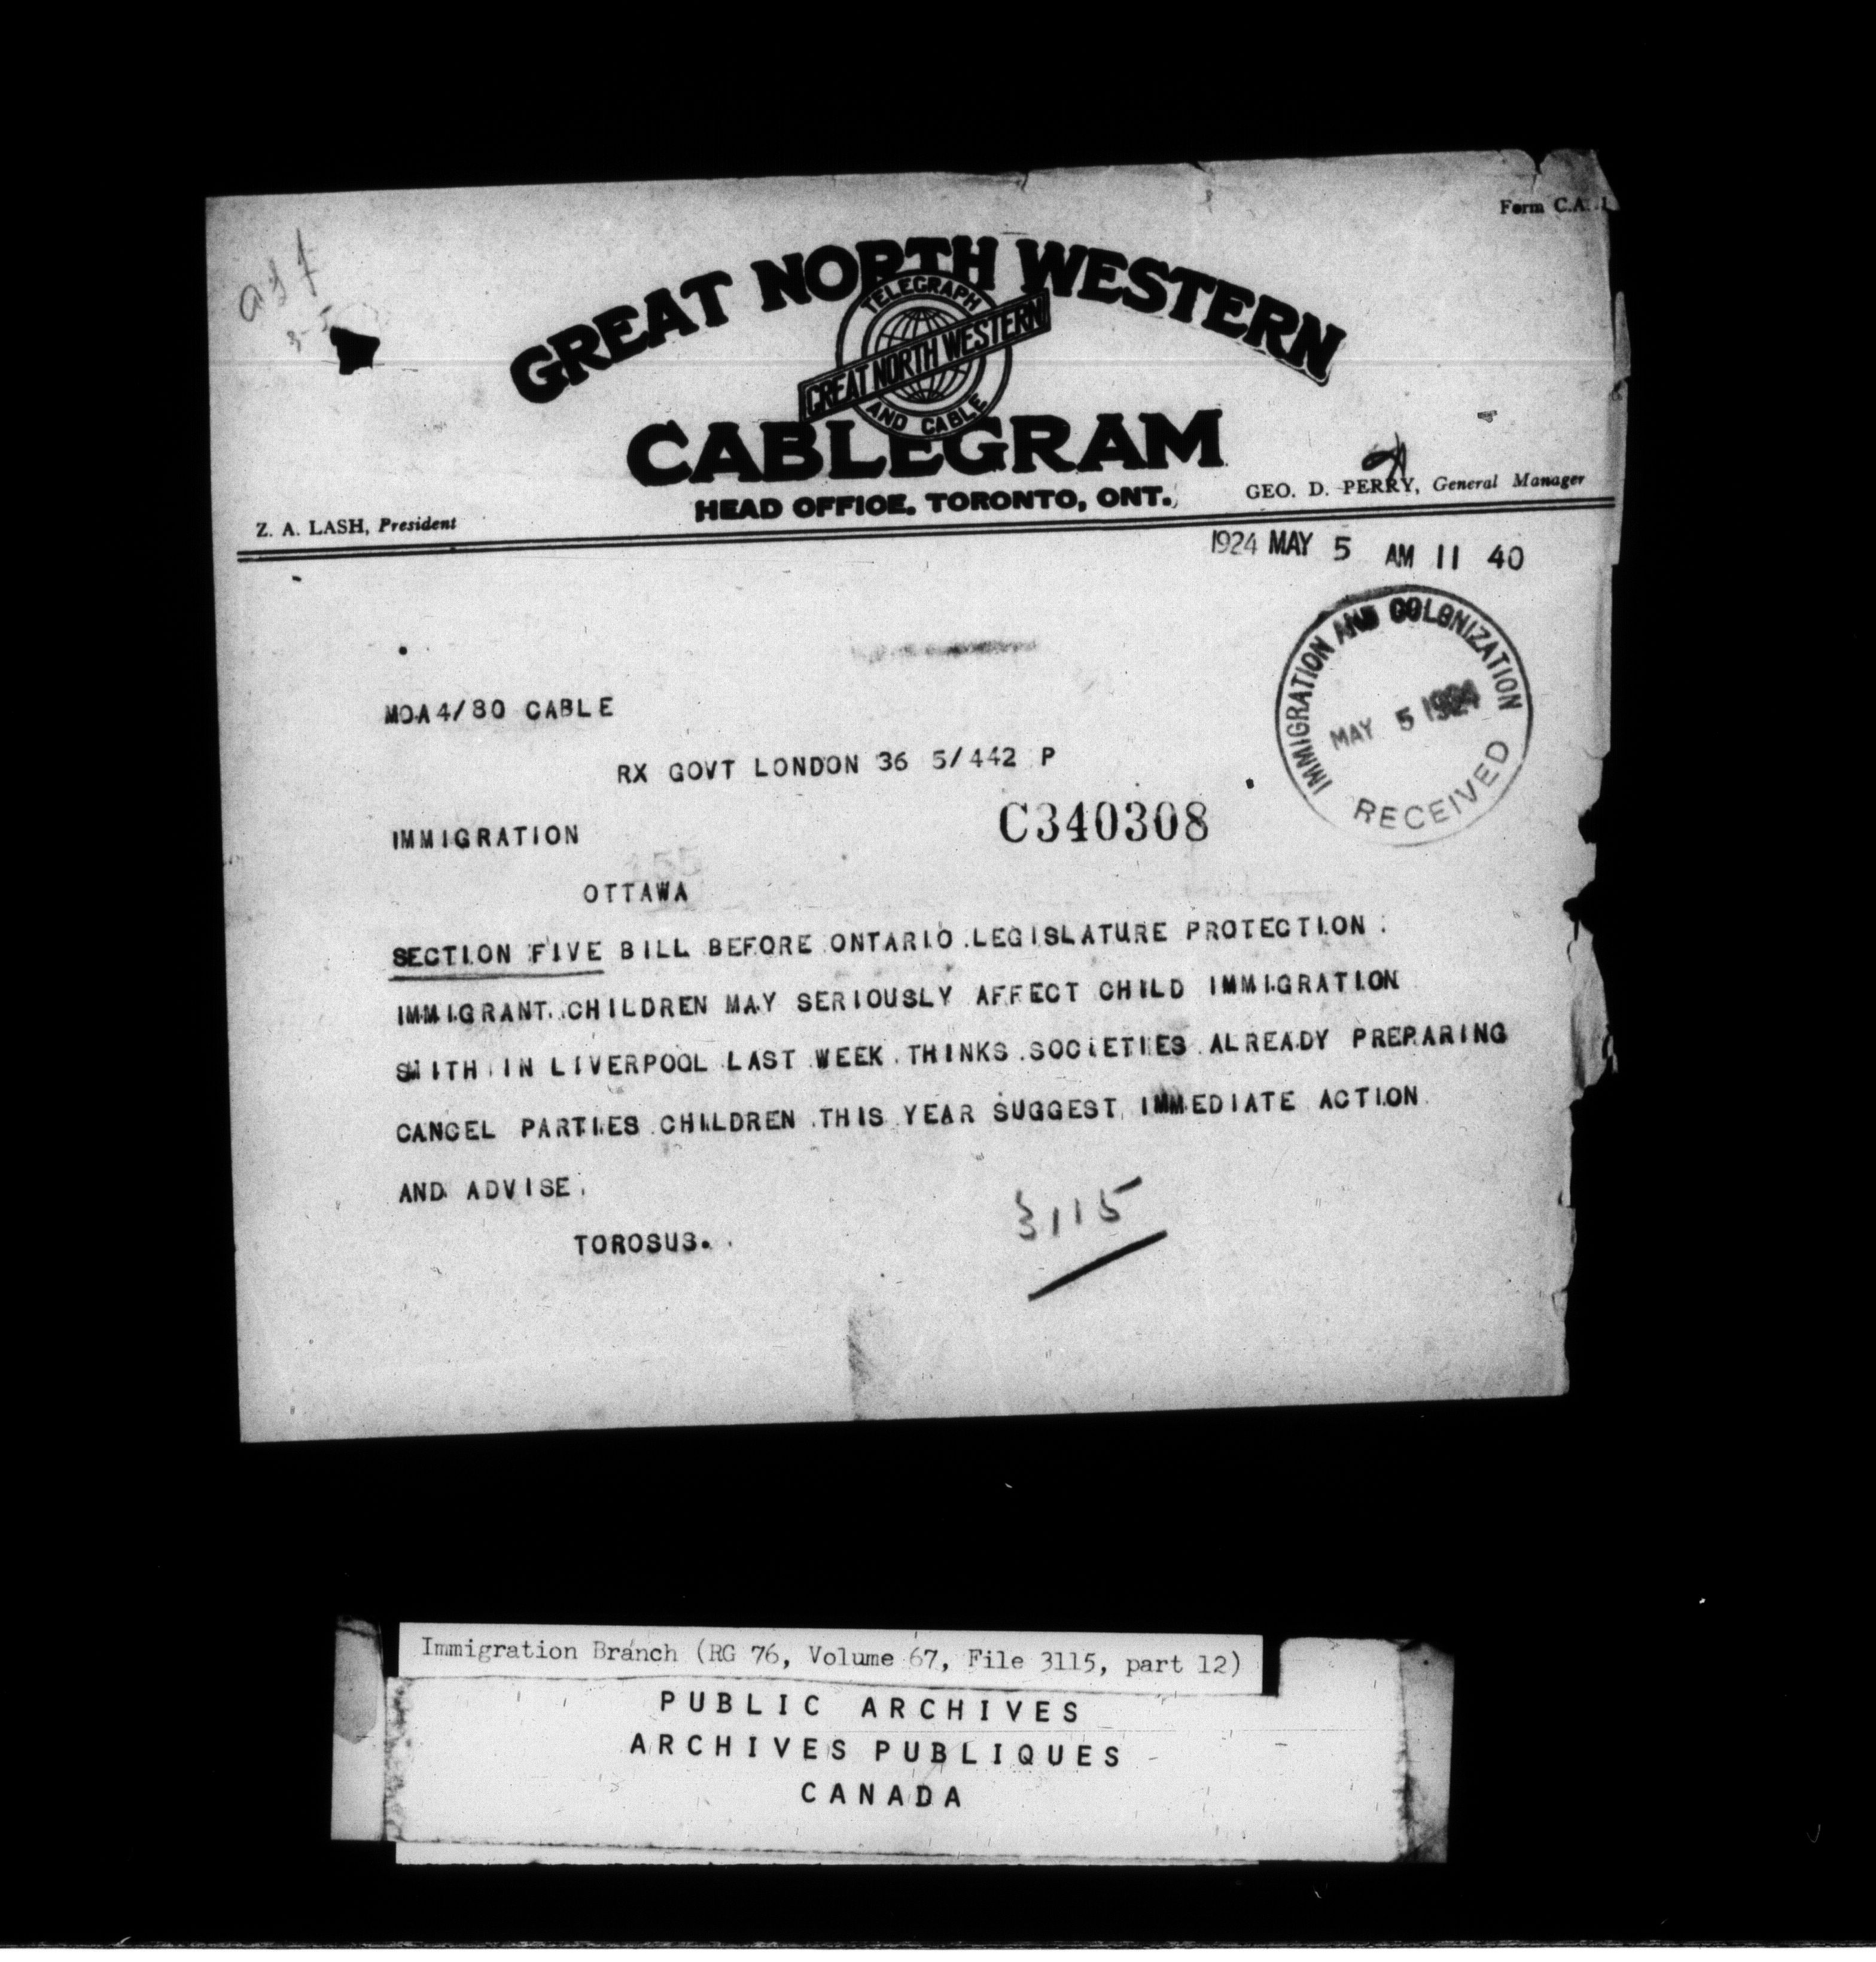 Form C.A. 1
GREAT NORTH WESTERN
TELEGRAPH
GREAT NORTH WESTERN
AND CABLE
CABLEGRAM
HEAD OFFICE, TORONTO, ONT.
Z. A. LASH, President
GEO. D. PERRY, General Manager
1924 MAY 5 AM 11 40
IMMIGRATION AND COLONIZATION
MAY 5 1924
RECEIVED
MOA4/80 CABLE
RX GOVT LONDON 36 5/442 P
C340308
IMMIGRATION
OTTAWA
SECTION FIVE BILL BEFORE ONTARIO LEGISLATURE PROTECTION
IMMIGRANT CHILDREN MAY SERIOUSLY AFFECT CHILD IMMIGRATION
SMITH IN LIVERPOOL LAST WEEK THINKS SOCIETIES ALREADY PREPARING
CANCEL PARTIES CHILDREN THIS YEAR SUGGEST IMMEDIATE ACTION
AND ADVISE.
TOROSUS.
3115
Immigration Branch (RG 76, Volume 67, File 3115, part 12)
PUBLIC ARCHIVES
ARCHIVES PUBLIQUES
CANADA